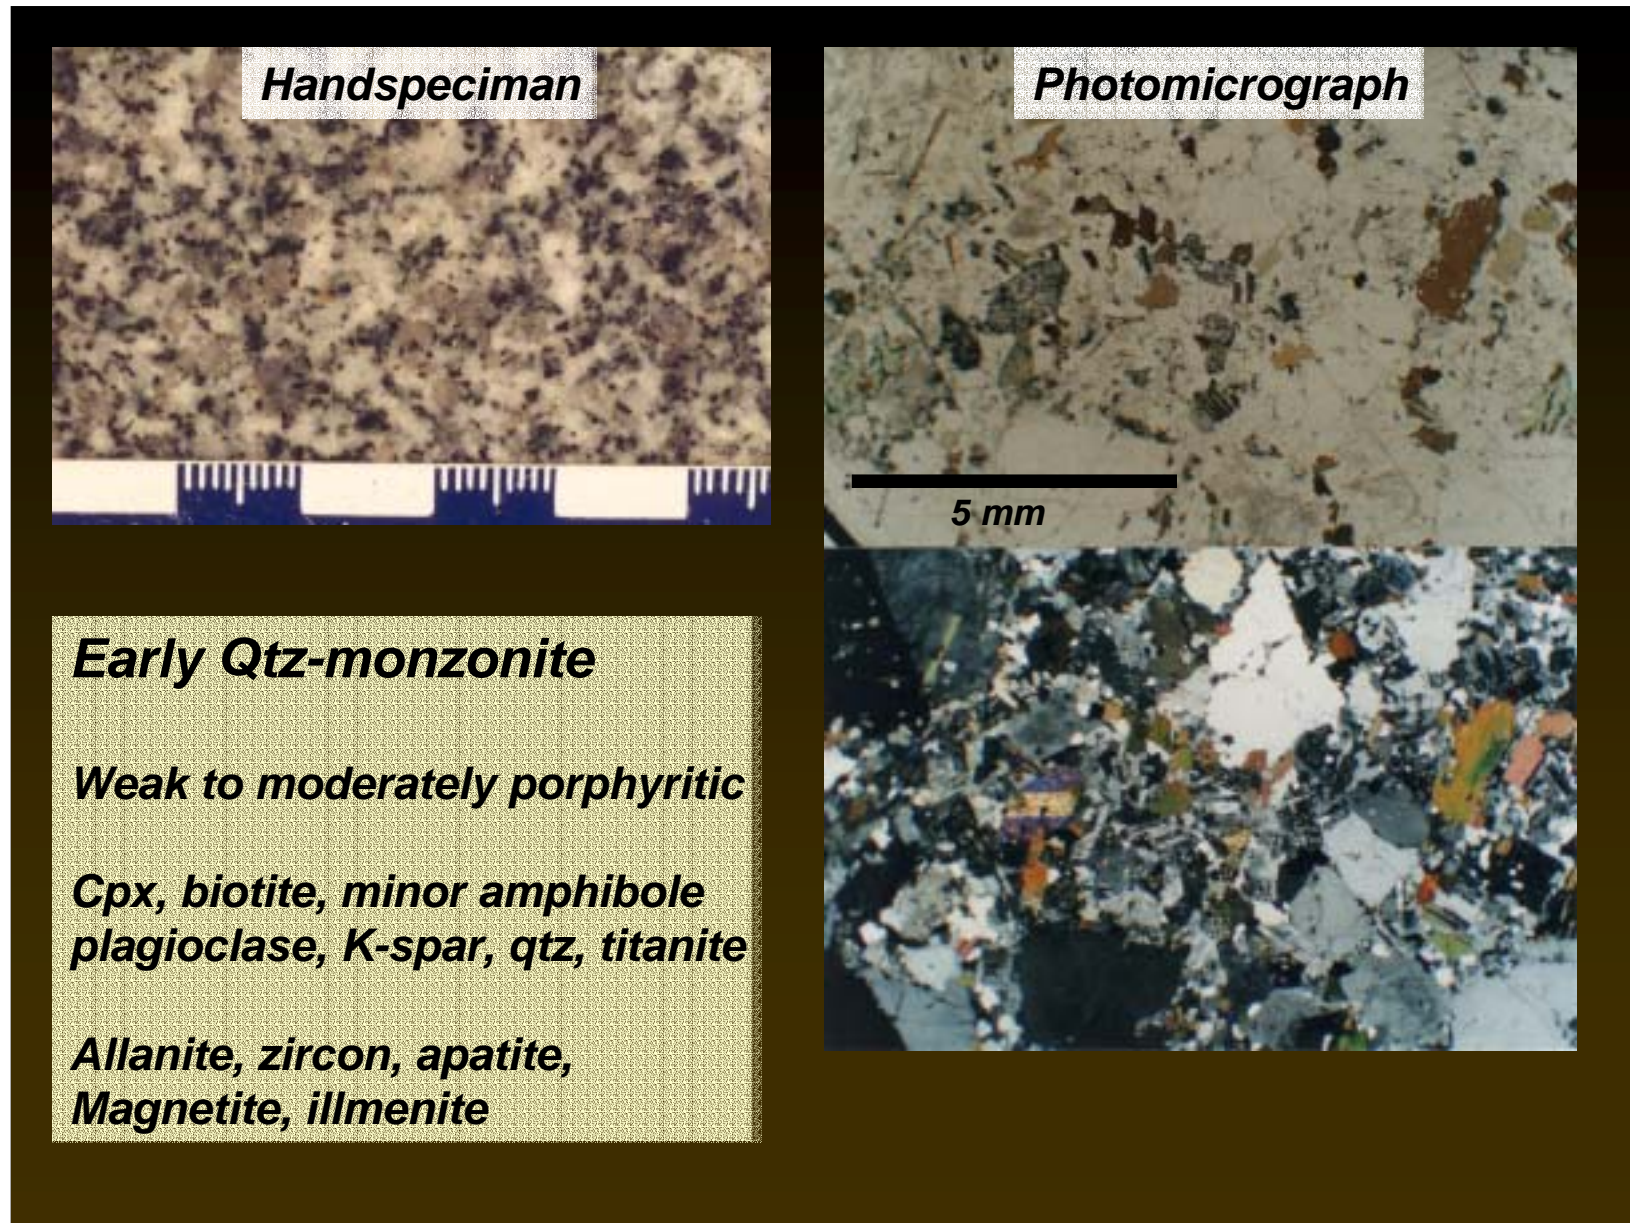 Handspeciman
Photomicrograph
5 mm
Early Qtz-monzonite
Weak to moderately porphyritic
Cpx, biotite, minor amphibole
plagioclase, K-spar, qtz, titanite
Allanite, zircon, apatite,
Magnetite, illmenite